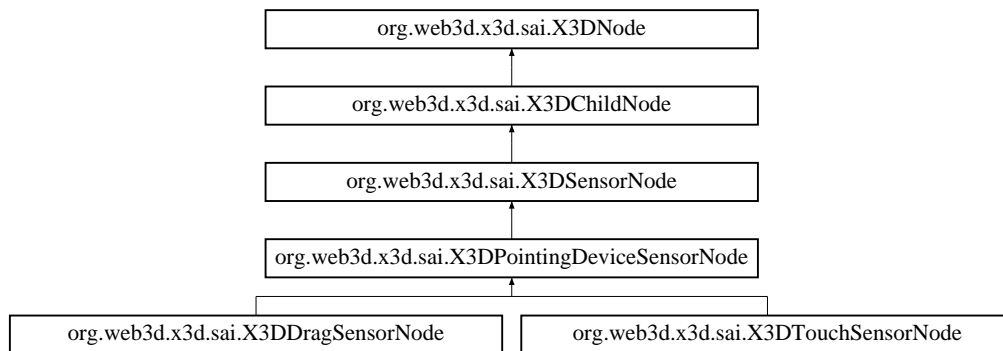 org.web3d.x3d.sai.X3DNode
org.web3d.x3d.sai.X3DChildNode
org.web3d.x3d.sai.X3DSensorNode
org.web3d.x3d.sai.X3DPointingDeviceSensorNode
org.web3d.x3d.sai.X3DDragSensorNode
org.web3d.x3d.sai.X3DTouchSensorNode